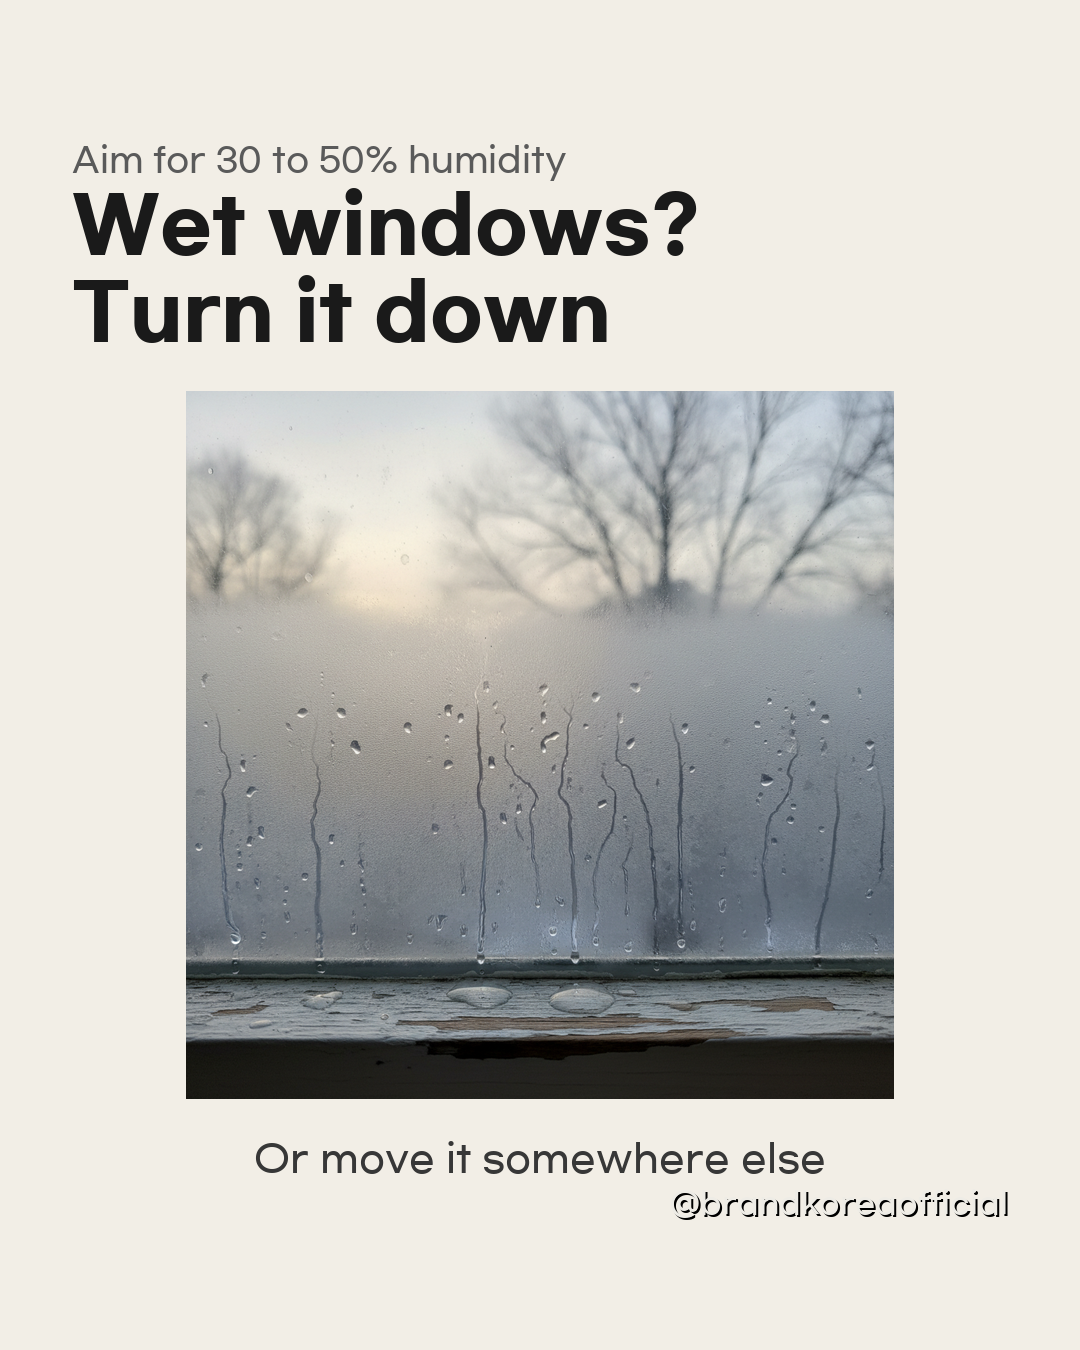 Aim for 30 to 50% humidity
Wet windows?
Turn it down
Or move it somewhere else
@brandkoreaofficial